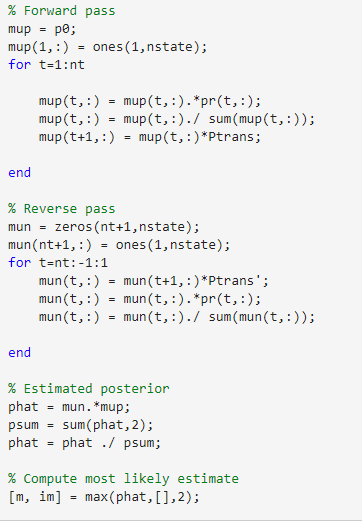 % Forward pass
mup = p0;
mup(1,:) = ones(1,nstate);
for t=1:nt
mup(t,:) = mup(t,:).*pr(t,:);
mup(t,:) = mup(t,:)./ sum(mup(t,:));
mup(t+1,:) = mup(t,:)*Ptrans;
end
% Reverse pass
mun = zeros(nt+1,nstate);
mun(nt+1,:) = ones(1,nstate);
for t=nt:-1:1
mun(t,:) = mun(t+1,:)*Ptrans';
mun(t,:) = mun(t,:).*pr(t,:);
mun(t,:) = mun(t,:)./ sum(mun(t,:));
end
% Estimated posterior
phat = mun.*mup;
psum = sum(phat,2);
phat = phat ./ psum;
% Compute most likely estimate
[m, im] = max(phat,[],2);